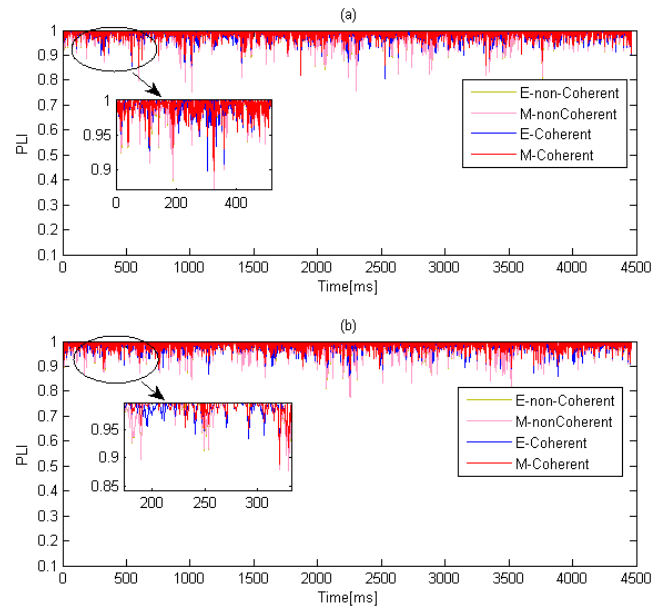 (a)
1
0.9
0.8
0.7
0.6
0.5
0.4
0.3
0.2
0.1
PLI
0 500 1000 1500 2000 2500 3000 3500 4000 4500
Time[ms]
1
0.95
0.9
0 200 400
E-non-Coherent
M-nonCoherent
E-Coherent
M-Coherent
(b)
1
0.9
0.8
0.7
0.6
0.5
0.4
0.3
0.2
0.1
PLI
0 500 1000 1500 2000 2500 3000 3500 4000 4500
Time[ms]
0.95
0.9
0.85
200 250 300
E-non-Coherent
M-nonCoherent
E-Coherent
M-Coherent